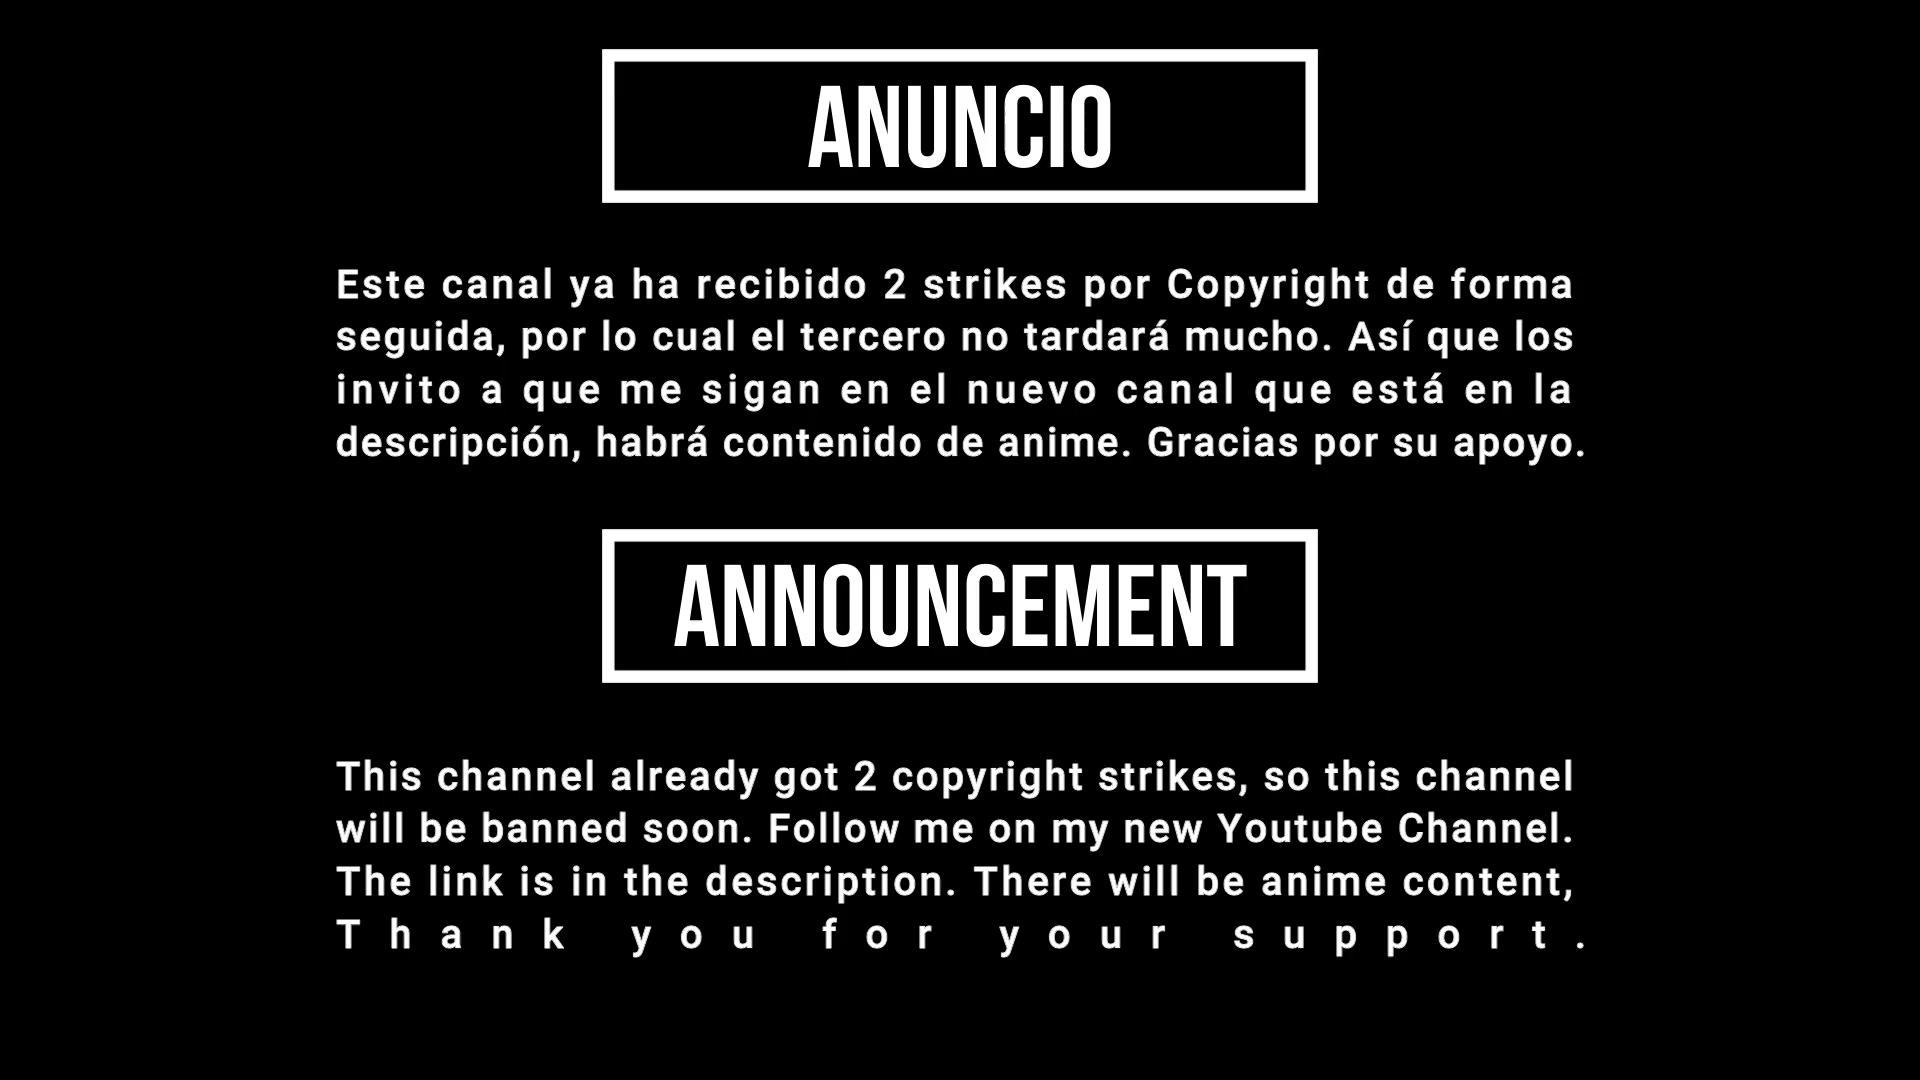 ANUNCIO
Este canal ya ha recibido 2 strikes por Copyright de forma
seguida, por lo cual el tercero no tardará mucho. Así que los
invito a que me sigan en el nuevo canal que está en la
descripción, habrá contenido de anime. Gracias por su apoyo.
ANNOUNCEMENT
This channel already got 2 copyright strikes, so this channel
will be banned soon. Follow me on my new Youtube Channel.
The link is in the description. There will be anime content,
Thank you for your support.